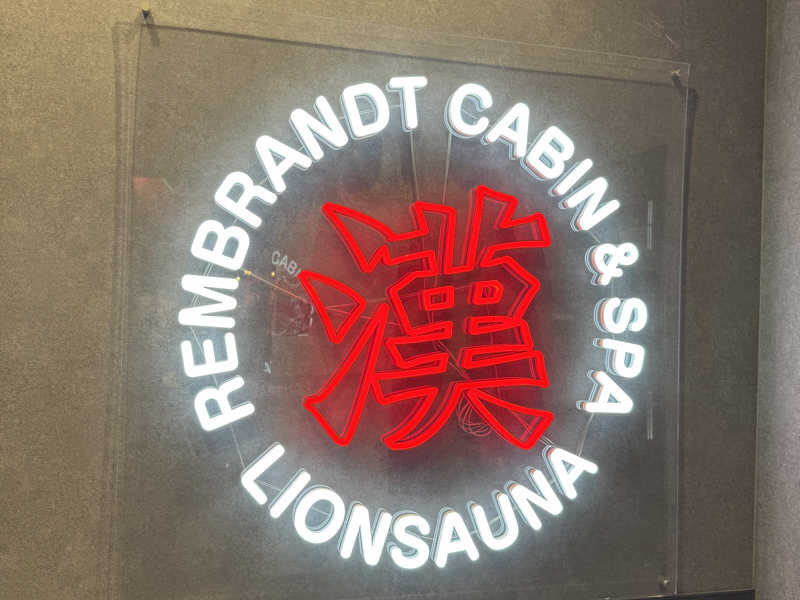 REMBRANDT CABIN & SPA
漢
LIONSAUNA